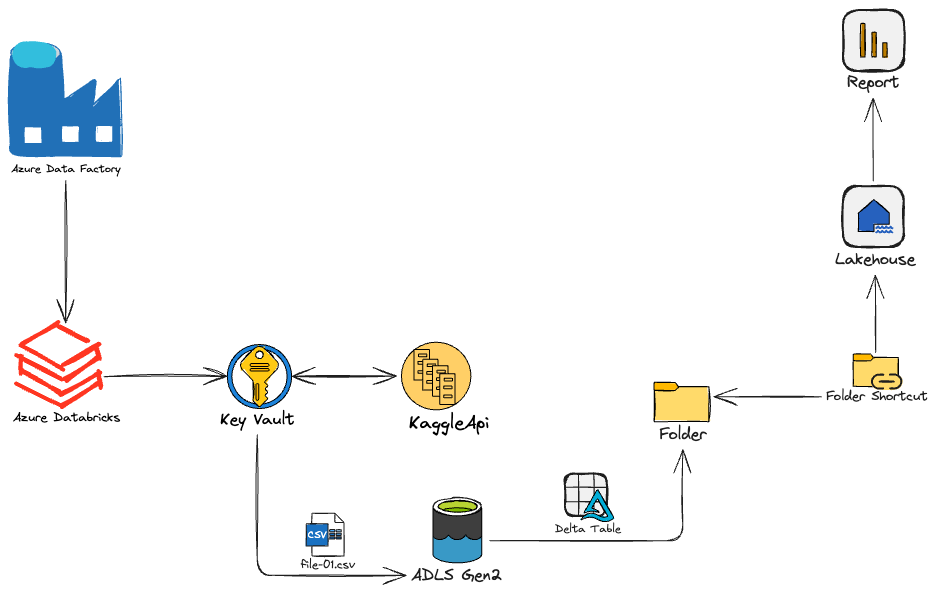 Report
Azure Data Factory
Lakehouse
Azure Databricks
Key Vault
KaggleApi
Folder
Folder Shortcut
CSV
file-01.csv
ADLS Gen2
Delta Table